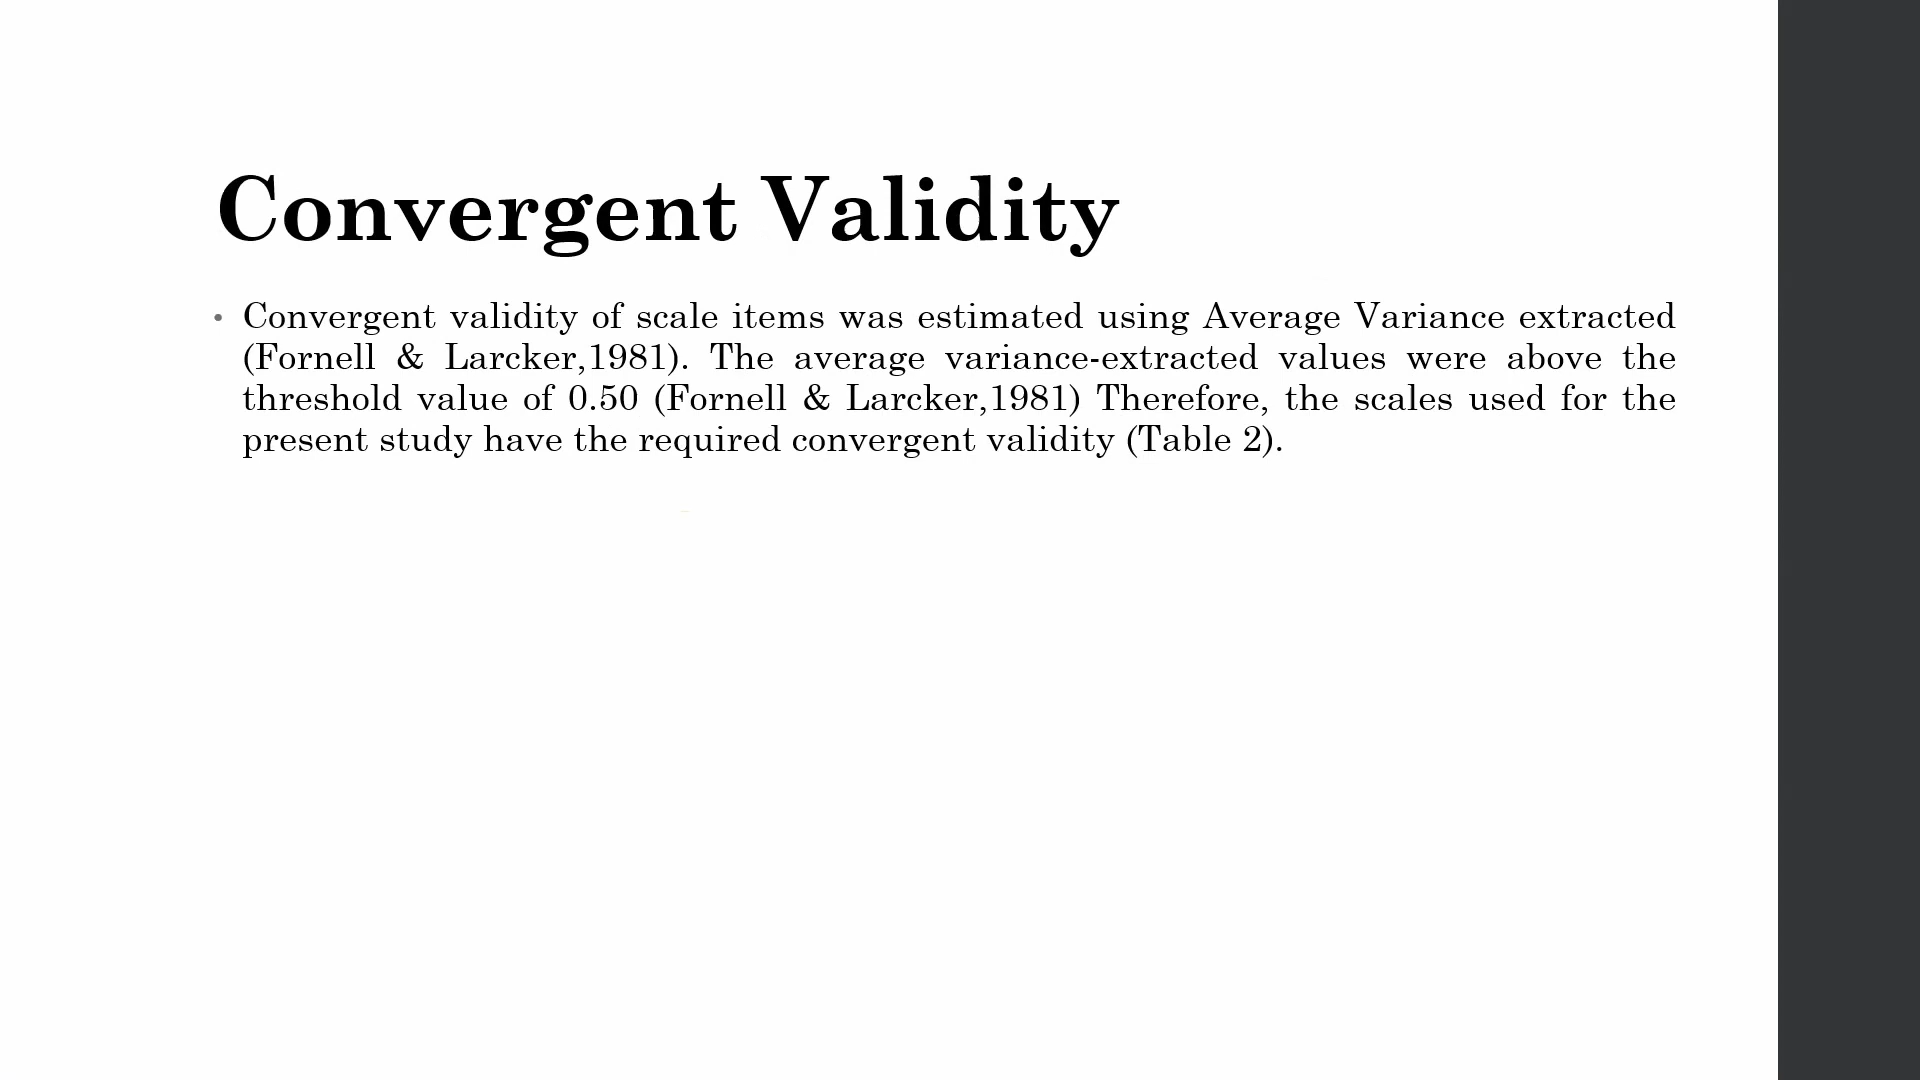 Convergent Validity
• Convergent validity of scale items was estimated using Average Variance extracted
(Fornell & Larcker,1981). The average variance-extracted values were above the
threshold value of 0.50 (Fornell & Larcker,1981) Therefore, the scales used for the
present study have the required convergent validity (Table 2).